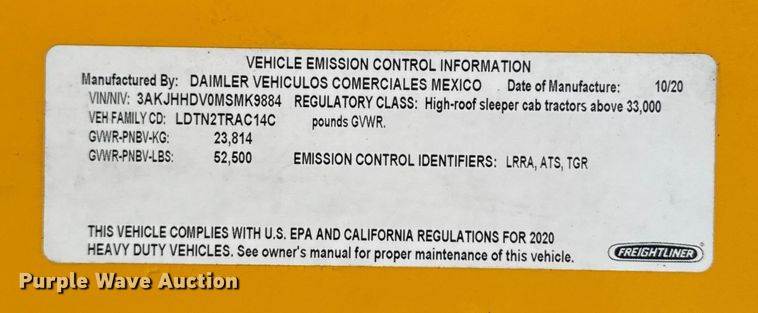 VEHICLE EMISSION CONTROL INFORMATION
Manufactured By: DAIMLER VEHICULOS COMERCIALES MEXICO Date of Manufacture: 10/20
VIN/NIV: 3AKJHHDV0MSMK9884 REGULATORY CLASS: High-roof sleeper cab tractors above 33,000
VEH FAMILY CD: LDTN2TRAC14C pounds GVWR.
GVWR-PNBV-KG: 23,814
GVWR-PNBV-LBS: 52,500 EMISSION CONTROL IDENTIFIERS: LRRA, ATS, TGR
THIS VEHICLE COMPLIES WITH U.S. EPA AND CALIFORNIA REGULATIONS FOR 2020
HEAVY DUTY VEHICLES. See owner's manual for proper maintenance of this vehicle.
FREIGHTLINER
Purple Wave Auction